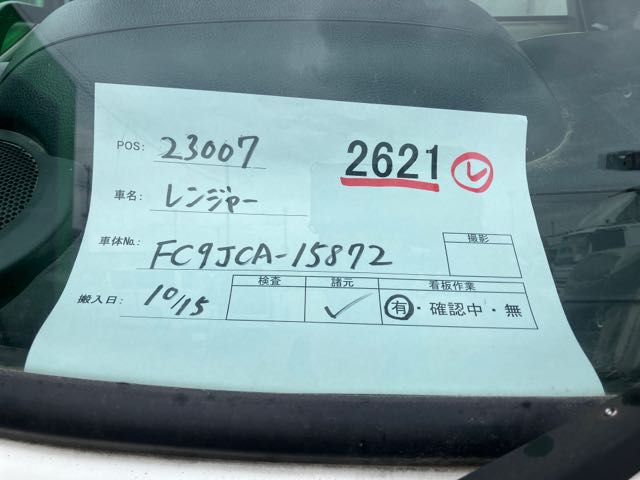 POS: 23007 2621 レ
車名: レンジャー
車体No. FC9JCA-15872 撮影
搬入日: 10/15 検査 諸元 看板作業
✓ 有・確認中・無